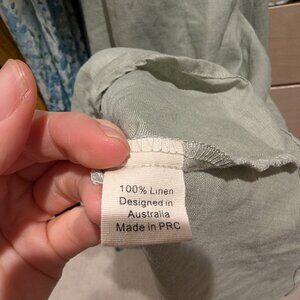 100% Linen
Designed in
Australia
Made in PRC